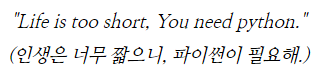 "Life is too short, You need python."
(인생은 너무 짧으니, 파이썬이 필요해.)